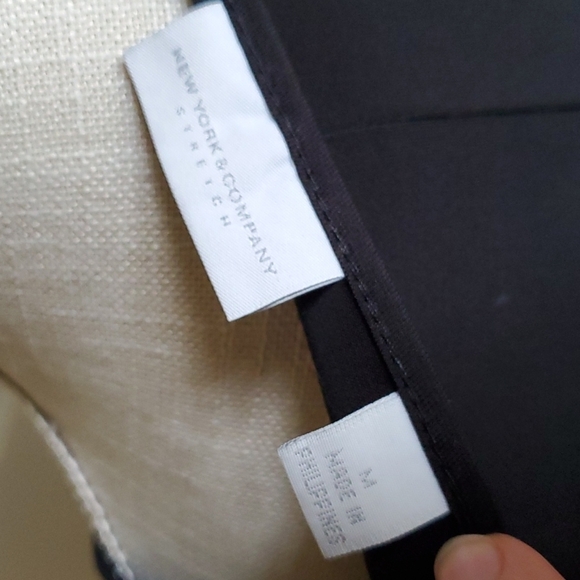 NEW YORK & COMPANY
STRETCH
M
MADE IN
PHILIPPINES